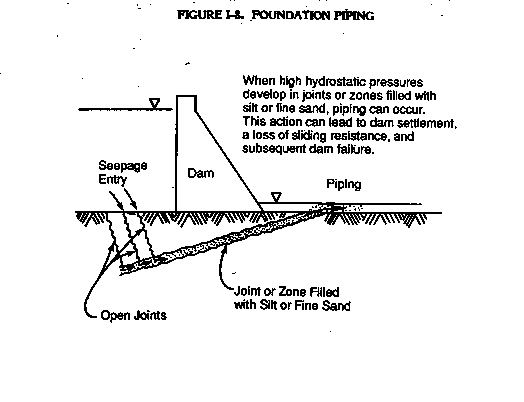 FIGURE I-8. FOUNDATION PIPING
When high hydrostatic pressures
develop in joints or zones filled with
silt or fine sand, piping can occur.
This action can lead to dam settlement,
a loss of sliding resistance, and
subsequent dam failure.
Seepage
Entry
Dam
Piping
Joint or Zone Filled
with Silt or Fine Sand
Open Joints